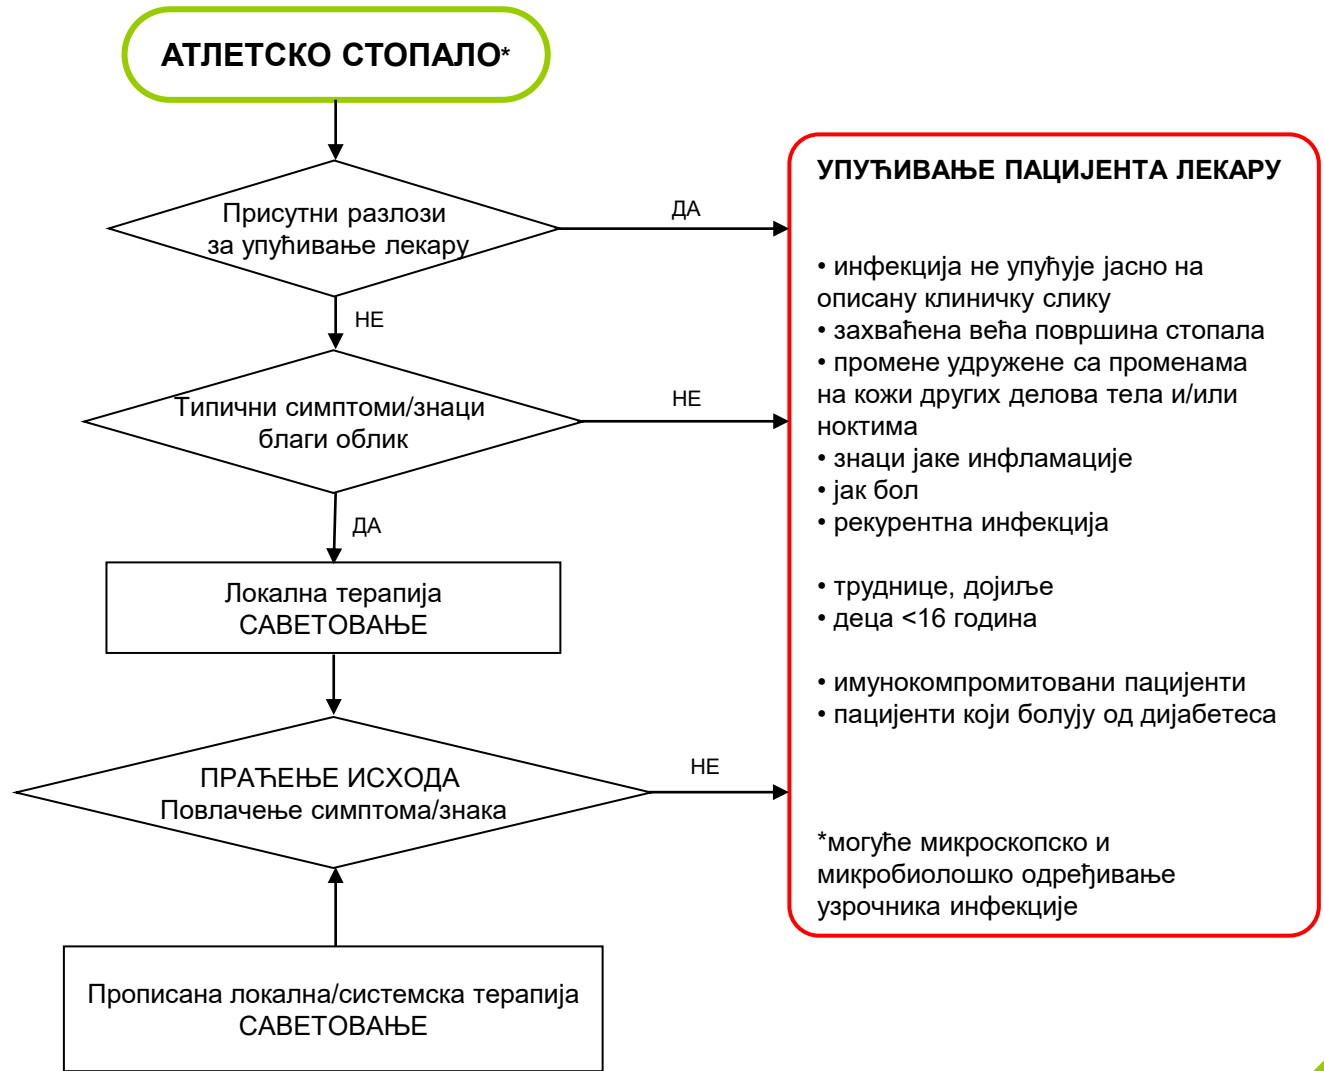 АТЛЕТСКО СТОПАЛО*
Присутни разлози
за упућивање лекару
ДА
НЕ
Типични симптоми/знаци
благи облик
НЕ
ДА
Локална терапија
САВЕТОВАЊЕ
ПРАЋЕЊЕ ИСХОДА
Повлачење симптома/знака
НЕ
Прописана локална/системска терапија
САВЕТОВАЊЕ
УПУЋИВАЊЕ ПАЦИЈЕНТА ЛЕКАРУ
• инфекција не упућује јасно на
описану клиничку слику
• захваћена већа површина стопала
• промене удружене са променама
на кожи других делова тела и/или
ноктима
• знаци јаке инфламације
• јак бол
• рекурентна инфекција
• труднице, дојиље
• деца <16 година
• имунокомпромитовани пацијенти
• пацијенти који болују од дијабетеса
*могуће микроскопско и
микробиолошко одређивање
узрочника инфекције